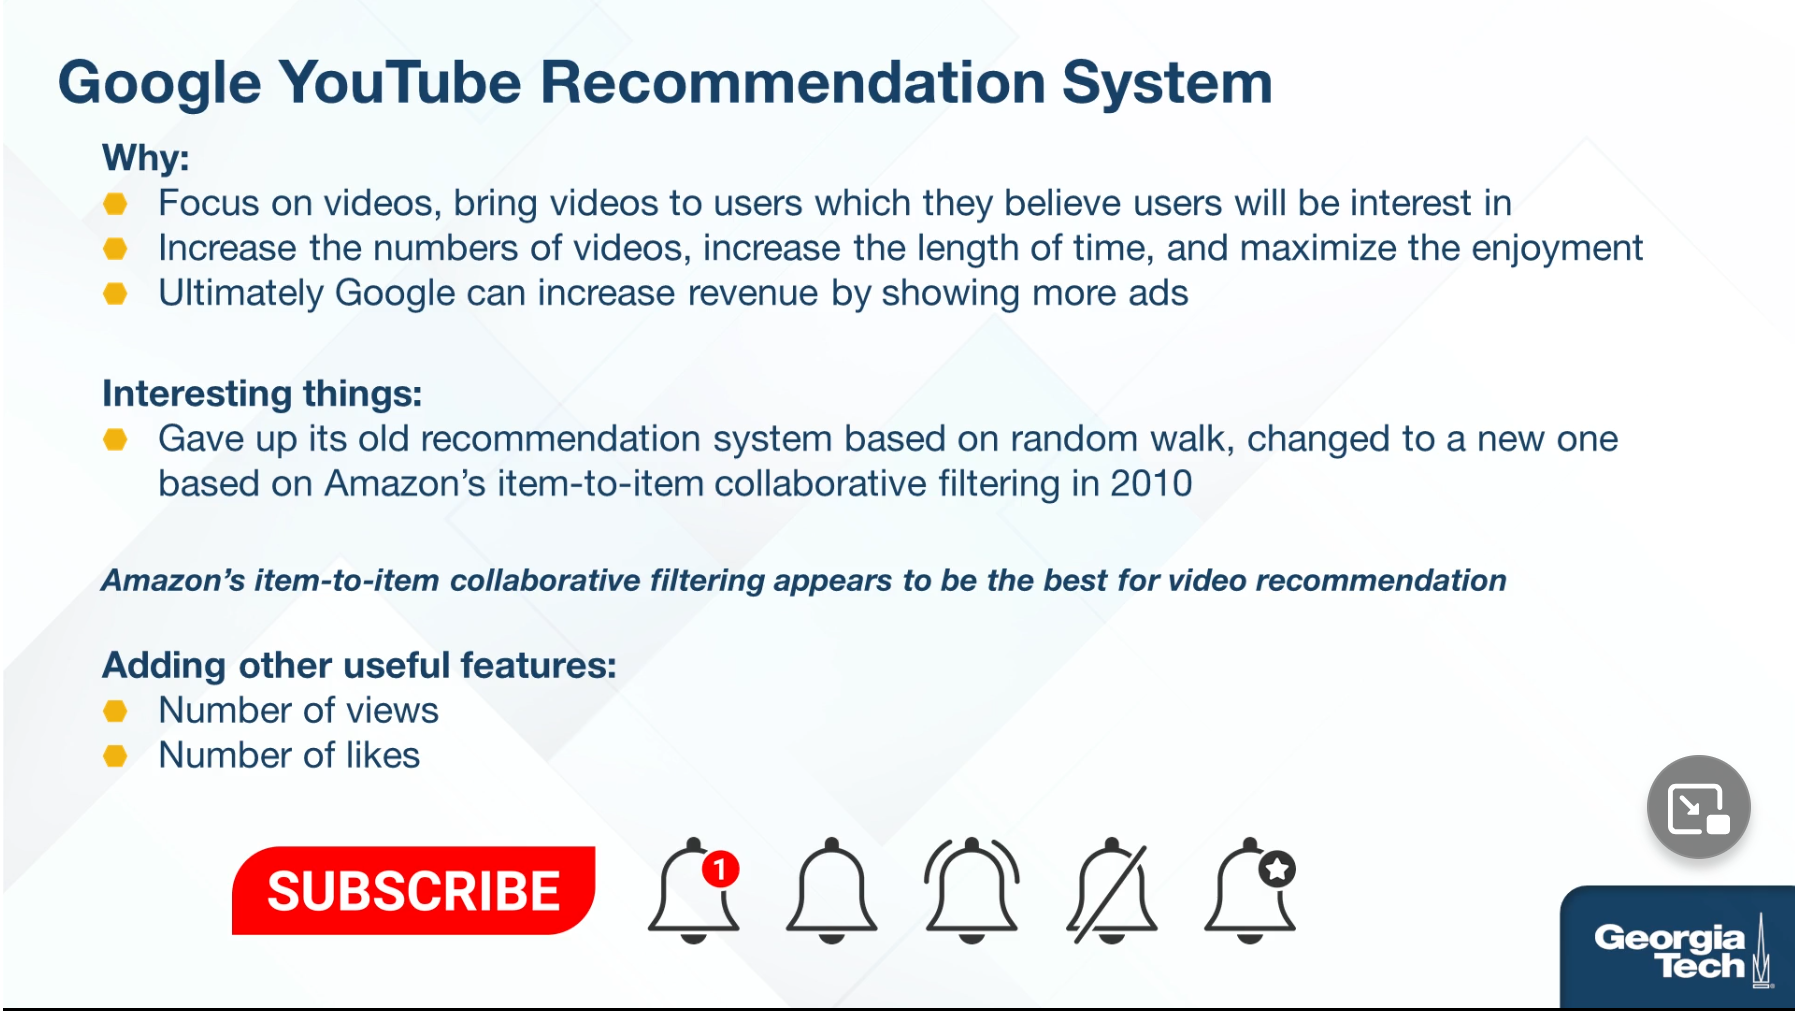 Google YouTube Recommendation System
Why:
Focus on videos, bring videos to users which they believe users will be interest in
Increase the numbers of videos, increase the length of time, and maximize the enjoyment
Ultimately Google can increase revenue by showing more ads
Interesting things:
Gave up its old recommendation system based on random walk, changed to a new one
based on Amazon’s item-to-item collaborative filtering in 2010
Amazon’s item-to-item collaborative filtering appears to be the best for video recommendation
Adding other useful features:
Number of views
Number of likes
SUBSCRIBE
1
Georgia
Tech